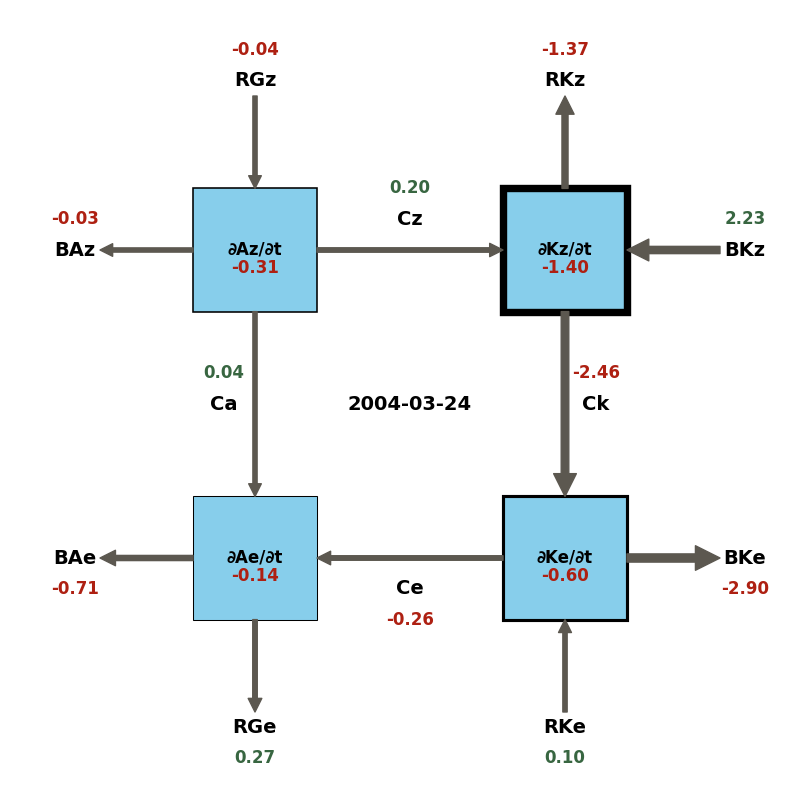 -0.04
RGz
-1.37
RKz
-0.03
BAz
∂Az/∂t
-0.31
0.20
Cz
∂Kz/∂t
-1.40
2.23
BKz
0.04
Ca
2004-03-24
-2.46
Ck
BAe
-0.71
∂Ae/∂t
-0.14
Ce
-0.26
∂Ke/∂t
-0.60
BKe
-2.90
RGe
0.27
RKe
0.10